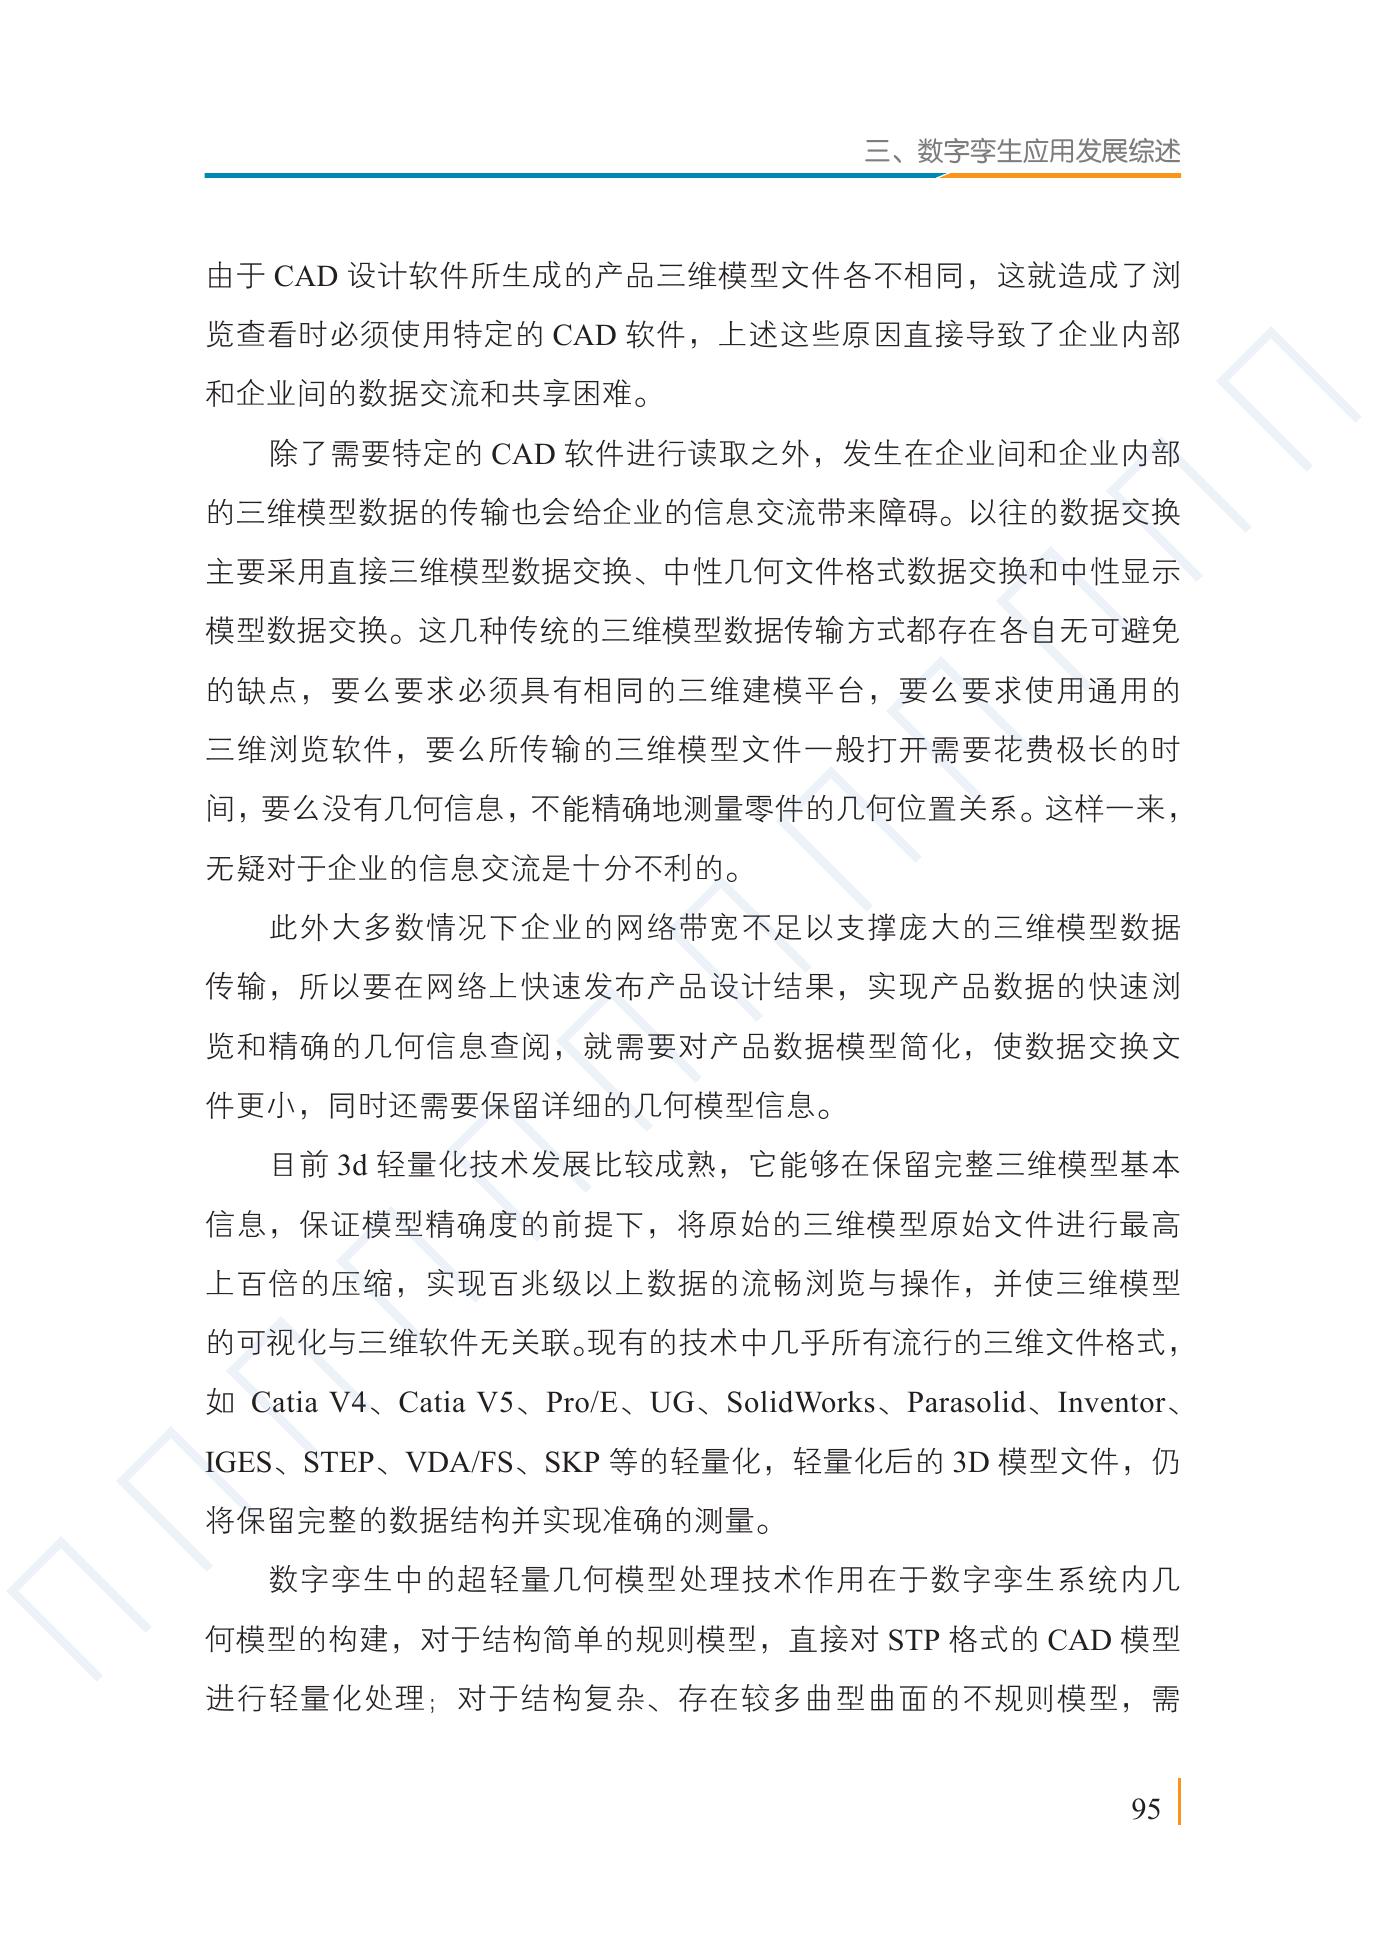 三、数字孪生应用发展综述
由于 CAD 设计软件所生成的产品三维模型文件各不相同，这就造成了浏
览查看时必须使用特定的 CAD 软件，上述这些原因直接导致了企业内部
和企业间的数据交流和共享困难。
除了需要特定的 CAD 软件进行读取之外，发生在企业间和企业内部
的三维模型数据的传输也会给企业的信息交流带来障碍。以往的数据交换
主要采用直接三维模型数据交换、中性几何文件格式数据交换和中性显示
模型数据交换。这几种传统的三维模型数据传输方式都存在各自无可避免
的缺点，要么要求必须具有相同的三维建模平台，要么要求使用通用的
三维浏览软件，要么所传输的三维模型文件一般打开需要花费极长的时
间，要么没有几何信息，不能精确地测量零件的几何位置关系。这样一来，
无疑对于企业的信息交流是十分不利的。
此外大多数情况下企业的网络带宽不足以支撑庞大的三维模型数据
传输，所以要在网络上快速发布产品设计结果，实现产品数据的快速浏
览和精确的几何信息查阅，就需要对产品数据模型简化，使数据交换文
件更小，同时还需要保留详细的几何模型信息。
目前 3d 轻量化技术发展比较成熟，它能够在保留完整三维模型基本
信息，保证模型精确度的前提下，将原始的三维模型原始文件进行最高
上百倍的压缩，实现百兆级以上数据的流畅浏览与操作，并使三维模型
的可视化与三维软件无关联。现有的技术中几乎所有流行的三维文件格式，
如 Catia V4、Catia V5、Pro/E、UG、SolidWorks、Parasolid、Inventor、
IGES、STEP、VDA/FS、SKP 等的轻量化，轻量化后的 3D 模型文件，仍
将保留完整的数据结构并实现准确的测量。
数字孪生中的超轻量几何模型处理技术作用在于数字孪生系统内几
何模型的构建，对于结构简单的规则模型，直接对 STP 格式的 CAD 模型
进行轻量化处理；对于结构复杂、存在较多曲型曲面的不规则模型，需
95